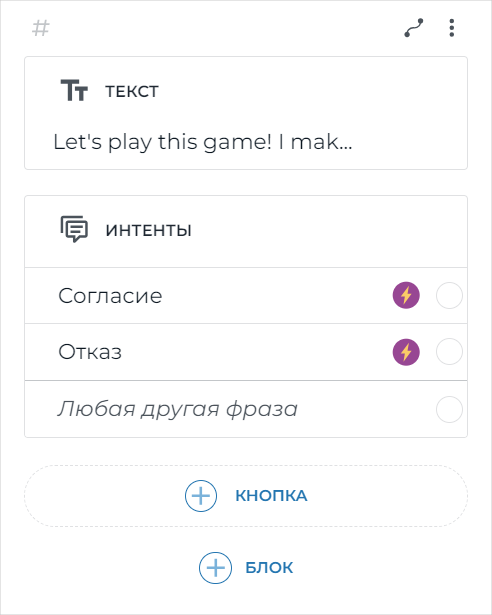 #
ТЕКСТ
Let's play this game! I mak...
ИНТЕНТЫ
Согласие
Отказ
Любая другая фраза
КНОПКА
БЛОК